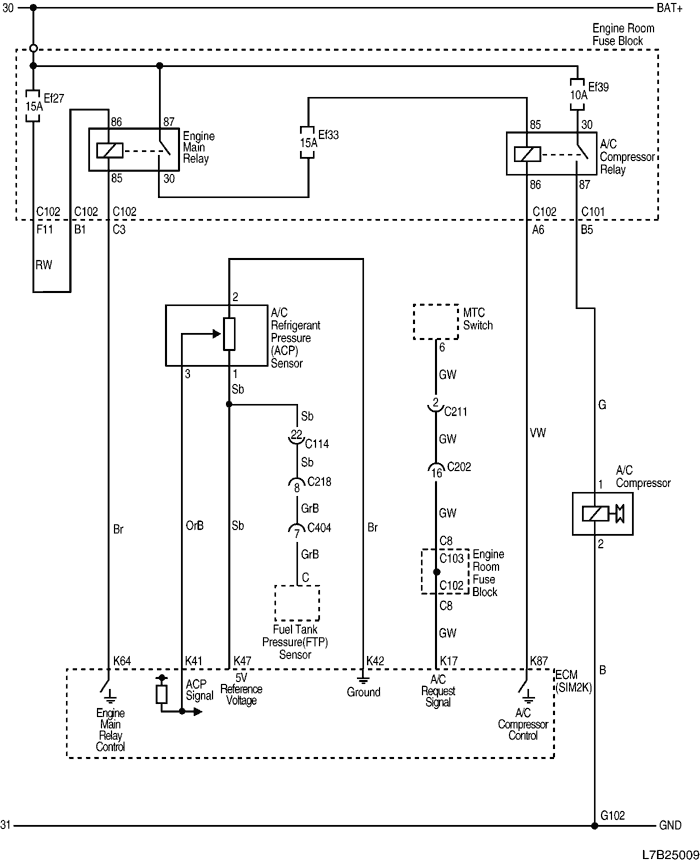 30
BAT+
Engine Room
Fuse Block
Ef27
15A
86
87
Engine
Main
Relay
85
30
Ef33
15A
Ef39
10A
85
30
A/C
Compressor
Relay
86
87
C102
C102
C102
C102
C101
F11
B1
C3
A6
B5
RW
2
A/C
Refrigerant
Pressure
(ACP)
Sensor
3
1
Sb
MTC
Switch
6
GW
2
C211
GW
C202
16
GW
C8
C103
C102
C8
Engine
Room
Fuse
Block
GW
Sb
22
C114
Sb
C218
8
GrB
C404
7
GrB
C
Fuel Tank
Pressure(FTP)
Sensor
Br
OrB
Sb
Br
VW
G
A/C
Compressor
1
2
B
K64
K41
K47
K42
K17
K87
ECM
(SIM2K)
Engine
Main
Relay
Control
ACP
Signal
5V
Reference
Voltage
Ground
A/C
Request
Signal
A/C
Compressor
Control
G102
31
GND
L7B25009